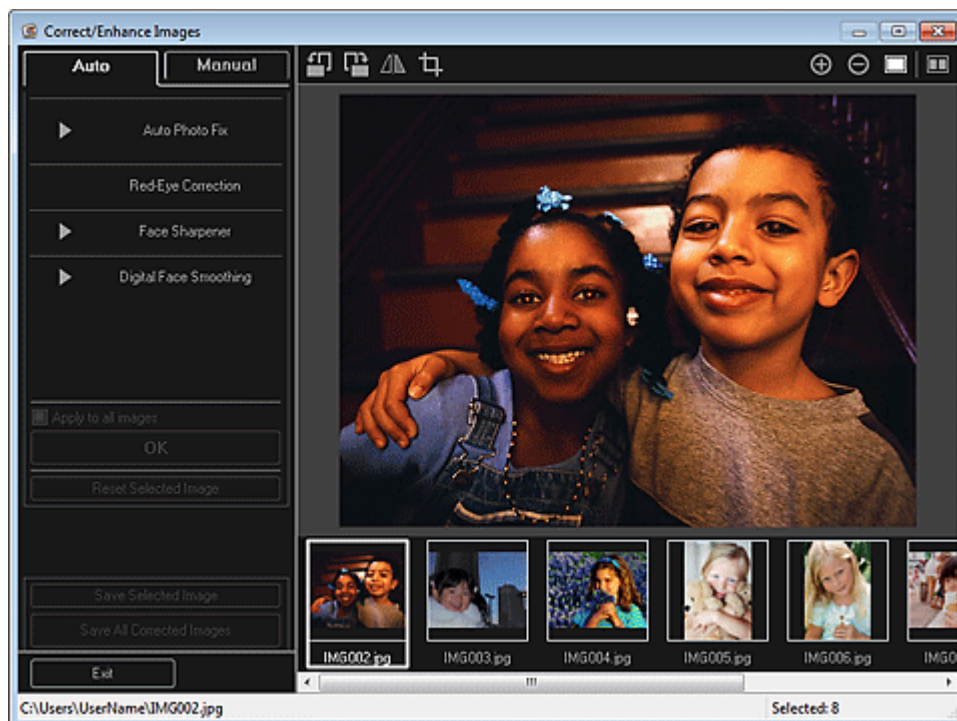 Correct/Enhance Images
Auto
Manual
Auto Photo Fix
Red-Eye Correction
Face Sharpener
Digital Face Smoothing
Apply to all images
OK
Reset Selected Image
Save Selected Image
Save All Corrected Images
Exit
IMG002.jpg
IMG003.jpg
IMG004.jpg
IMG005.jpg
IMG006.jpg
IMG0
C:\Users\UserName\IMG002.jpg
Selected: 8